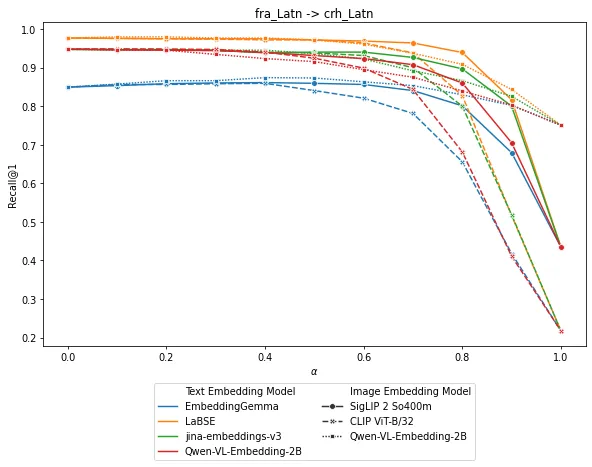 fra_Latn -> crh_Latn
Recall@1
1.0
0.9
0.8
0.7
0.6
0.5
0.4
0.3
0.2
0.0 0.2 0.4 0.6 0.8 1.0
α
Text Embedding Model
EmbeddingGemma
LaBSE
jina-embeddings-v3
Qwen-VL-Embedding-2B
Image Embedding Model
SigLIP 2 So400m
CLIP ViT-B/32
Qwen-VL-Embedding-2B